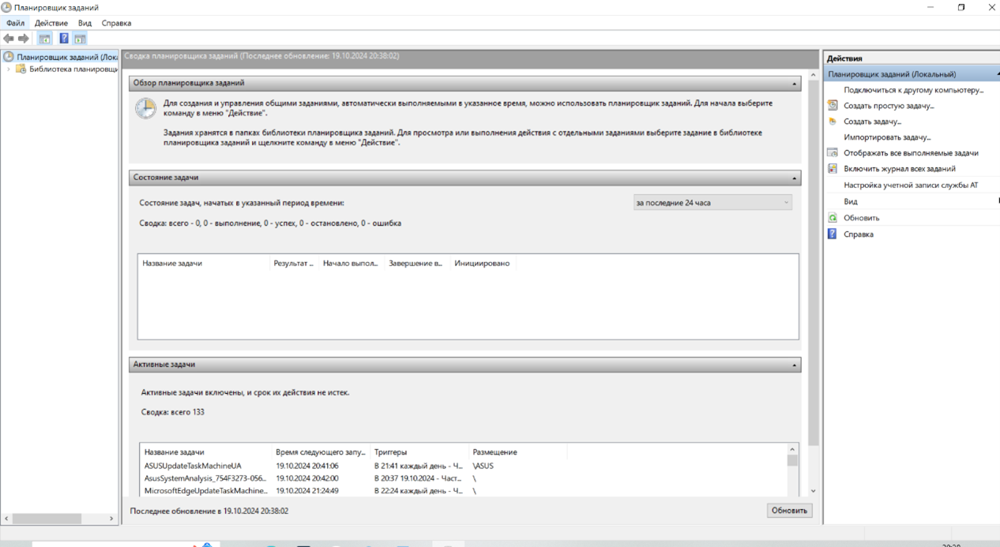 Планировщик заданий
Файл Действие Вид Справка
Планировщик заданий (Лока
Библиотека планировщи
Сводка планировщика заданий (Последнее обновление: 19.10.2024 20:38:02)
Обзор планировщика заданий
Для создания и управления общими заданиями, автоматически выполняемыми в указанное время, можно использовать планировщик заданий. Для начала выберите
команду в меню "Действие".
Задания хранятся в папках библиотеки планировщика заданий. Для просмотра или выполнения действия с отдельными заданиями выберите задание в библиотеке
планировщика заданий и щелкните команду в меню "Действие".
Состояние задачи
Состояние задач, начатых в указанный период времени:
за последние 24 часа
Сводка: всего - 0, 0 - выполнение, 0 - успех, 0 - остановлено, 0 - ошибка
Название задачи Результат ... Начало выпол... Завершение в... Инициировано
Активные задачи
Активные задачи включены, и срок их действия не истек.
Сводка: всего 133
Название задачи Время следующего запу... Триггеры Размещение
ASUSUpdateTaskMachineUA 19.10.2024 20:41:06 В 21:41 каждый день - Ч... \ASUS
AsusSystemAnalysis_754F3273-056... 19.10.2024 20:42:00 В 20:37 19.10.2024 - Част... \
MicrosoftEdgeUpdateTaskMachine... 19.10.2024 21:24:49 В 22:24 каждый день - Ч... \
Последнее обновление в 19.10.2024 20:38:02
Обновить
Действия
Планировщик заданий (Локальный)
Подключиться к другому компьютеру...
Создать простую задачу...
Создать задачу...
Импортировать задачу...
Отображать все выполняемые задачи
Включить журнал всех заданий
Настройка учетной записи службы AT
Вид
Обновить
Справка